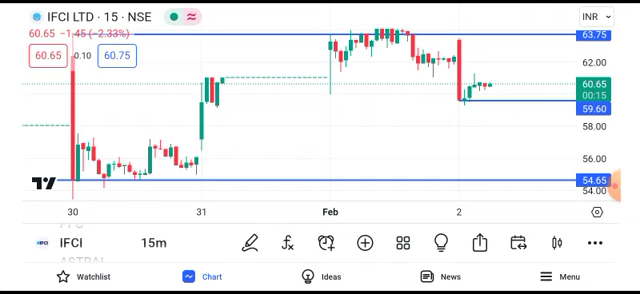 IFCI LTD · 15 · NSE
INR
60.65 −1.45 (−2.33%)
63.75
60.65
0.10
60.75
62.00
60.65
00:15
59.60
58.00
56.00
54.65
54.00
30
31
Feb
2
IFCI
15m
ASTRAL
Watchlist
Chart
Ideas
News
Menu